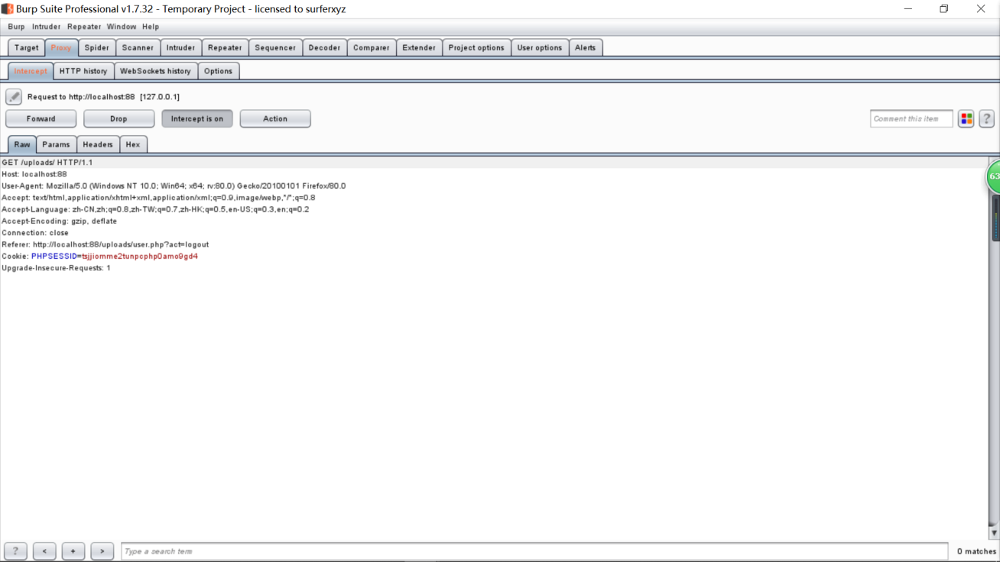 Burp Suite Professional v1.7.32 - Temporary Project - licensed to surferxyz
Burp Intruder Repeater Window Help
Target Proxy Spider Scanner Intruder Repeater Sequencer Decoder Comparer Extender Project options User options Alerts
Intercept HTTP history WebSockets history Options
Request to http://localhost:88 [127.0.0.1]
Forward Drop Intercept is on Action Comment this item ?
Raw Params Headers Hex
GET /uploads/ HTTP/1.1
Host: localhost:88
User-Agent: Mozilla/5.0 (Windows NT 10.0; Win64; x64; rv:80.0) Gecko/20100101 Firefox/80.0
63
Accept: text/html,application/xhtml+xml,application/xml;q=0.9,image/webp,*/*;q=0.8
Accept-Language: zh-CN,zh;q=0.8,zh-TW;q=0.7,zh-HK;q=0.5,en-US;q=0.3,en;q=0.2
Accept-Encoding: gzip, deflate
Connection: close
Referer: http://localhost:88/uploads/user.php?act=logout
Cookie: PHPSESSID=tsjjiomme2tunpcphp0amo9gd4
Upgrade-Insecure-Requests: 1
? < + > Type a search term 0 matches